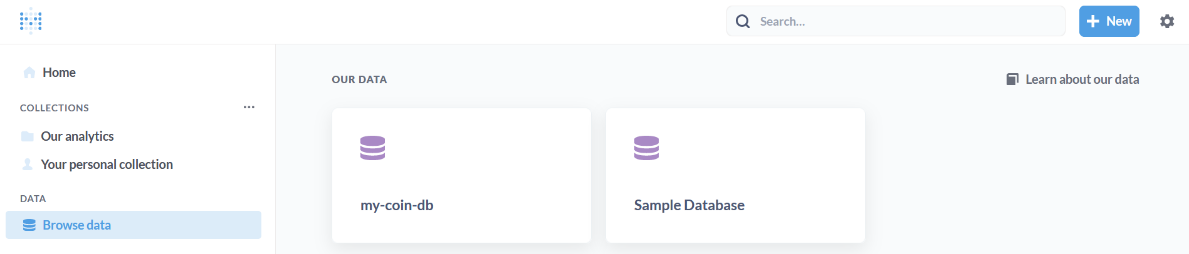 Search...
New
Home
COLLECTIONS
Our analytics
Your personal collection
DATA
Browse data
OUR DATA
Learn about our data
my-coin-db
Sample Database